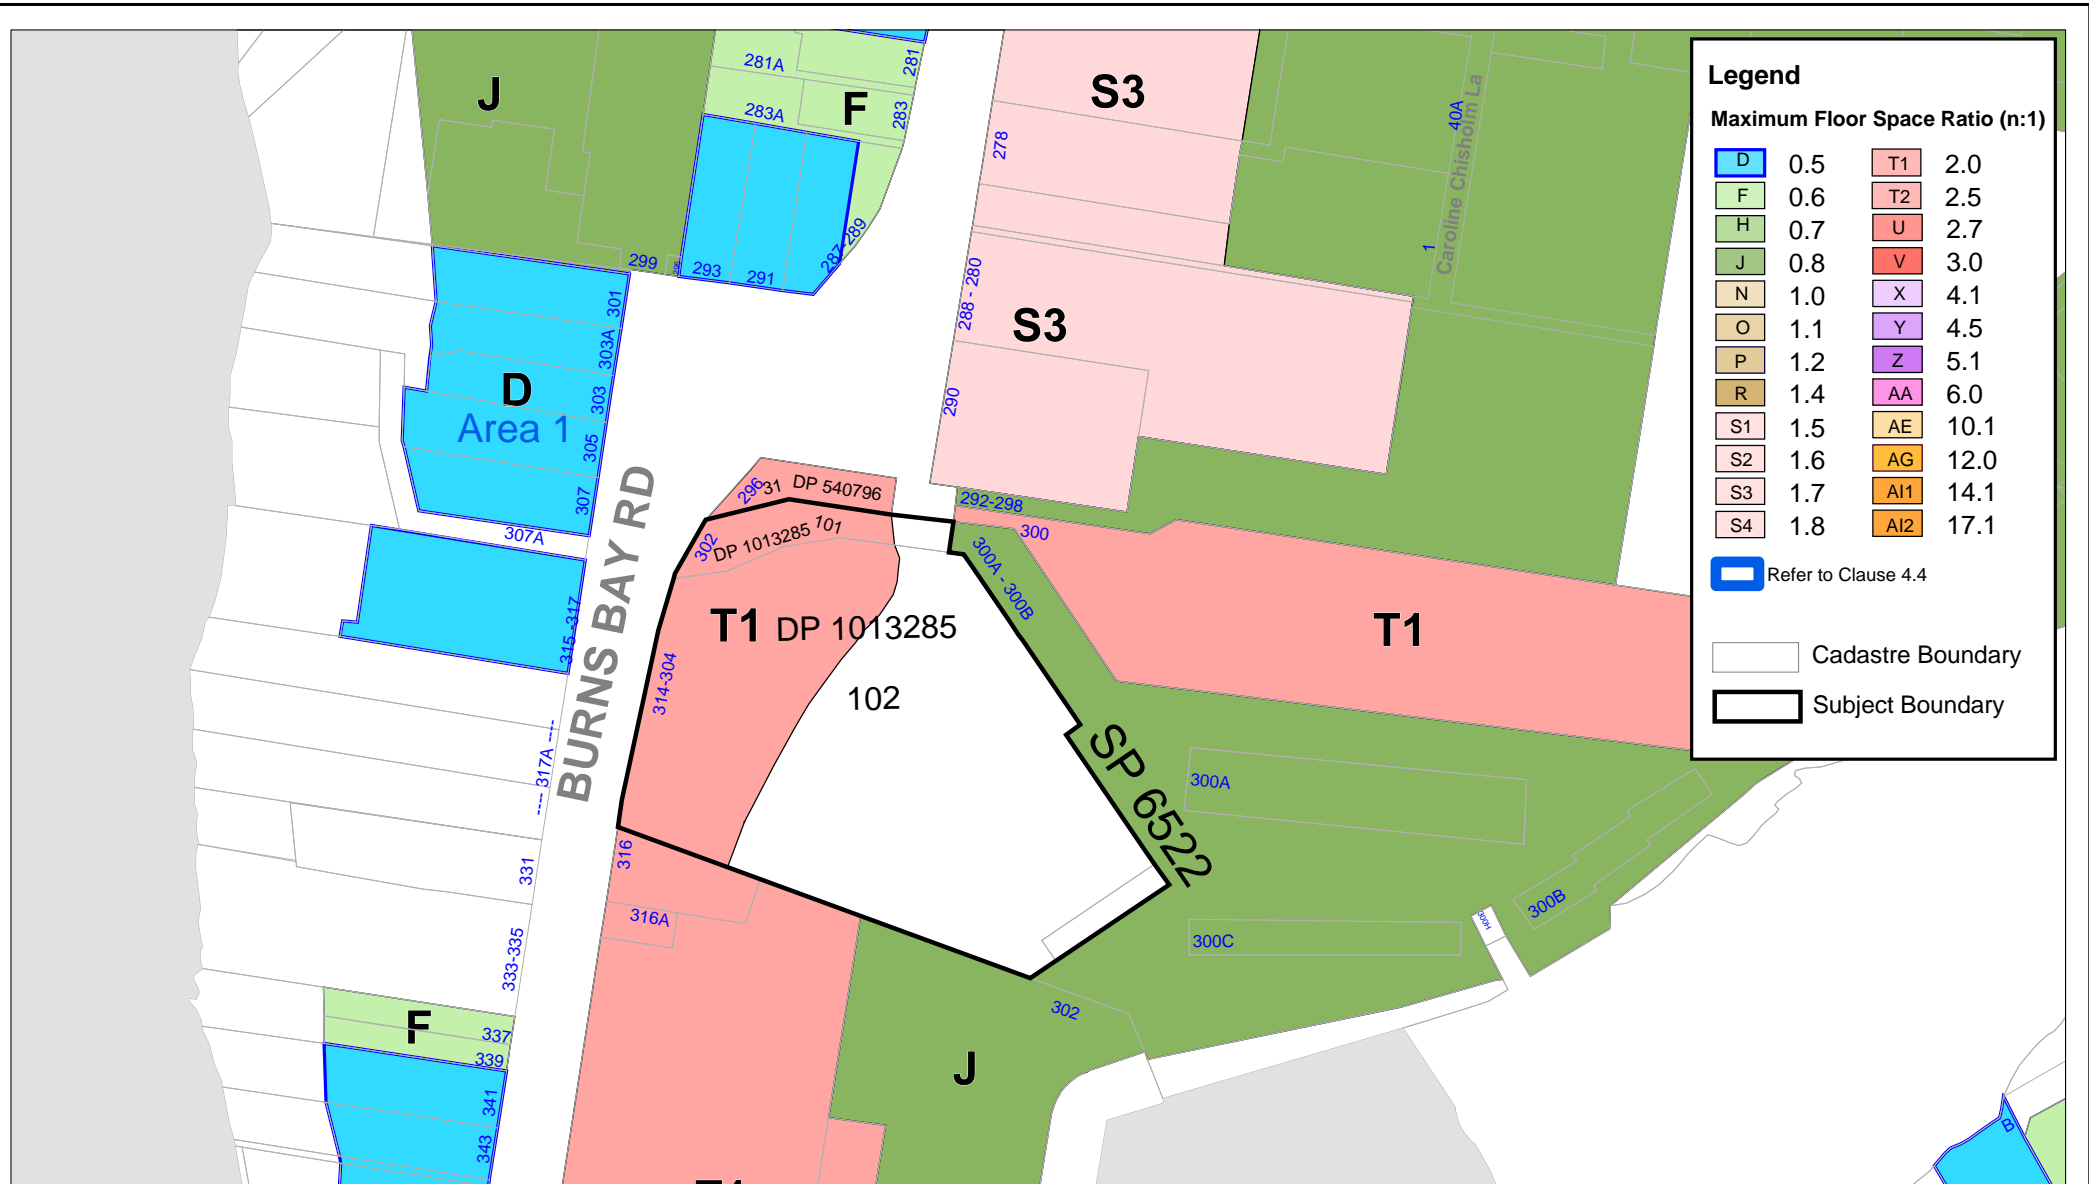 J
281A
281
F
283A
283
S3
278
40A
Caroline Chisholm La
1
299
295
293
291
287-289
301
303A
303
D
Area 1
305
307
307A
288 - 280
S3
290
292-298
300
296
31 DP 540796
302
DP 1013285 101
300A - 300B
T1 DP 1013285
102
T1
314-304
315 -317
BURNS BAY RD
---- 317A ----
SP 6522
300A
300B
300C
300H
316
316A
331
333-335
302
F
337
339
341
343
J
T1
B
Legend
Maximum Floor Space Ratio (n:1)
D 0.5 T1 2.0
F 0.6 T2 2.5
H 0.7 U 2.7
J 0.8 V 3.0
N 1.0 X 4.1
O 1.1 Y 4.5
P 1.2 Z 5.1
R 1.4 AA 6.0
S1 1.5 AE 10.1
S2 1.6 AG 12.0
S3 1.7 AI1 14.1
S4 1.8 AI2 17.1
Refer to Clause 4.4
Cadastre Boundary
Subject Boundary